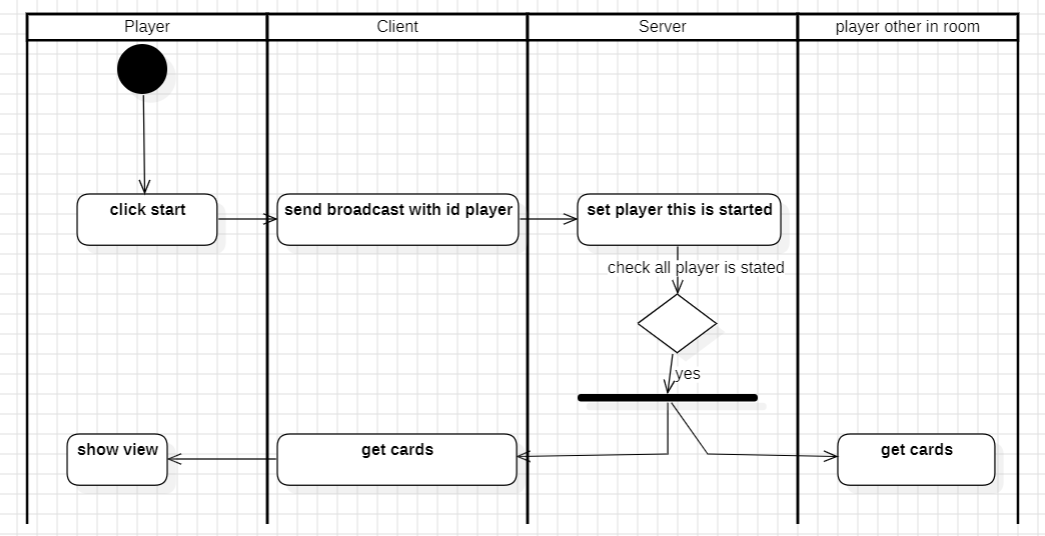 Player
Client
Server
player other in room
click start
send broadcast with id player
set player this is started
check all player is stated
yes
show view
get cards
get cards